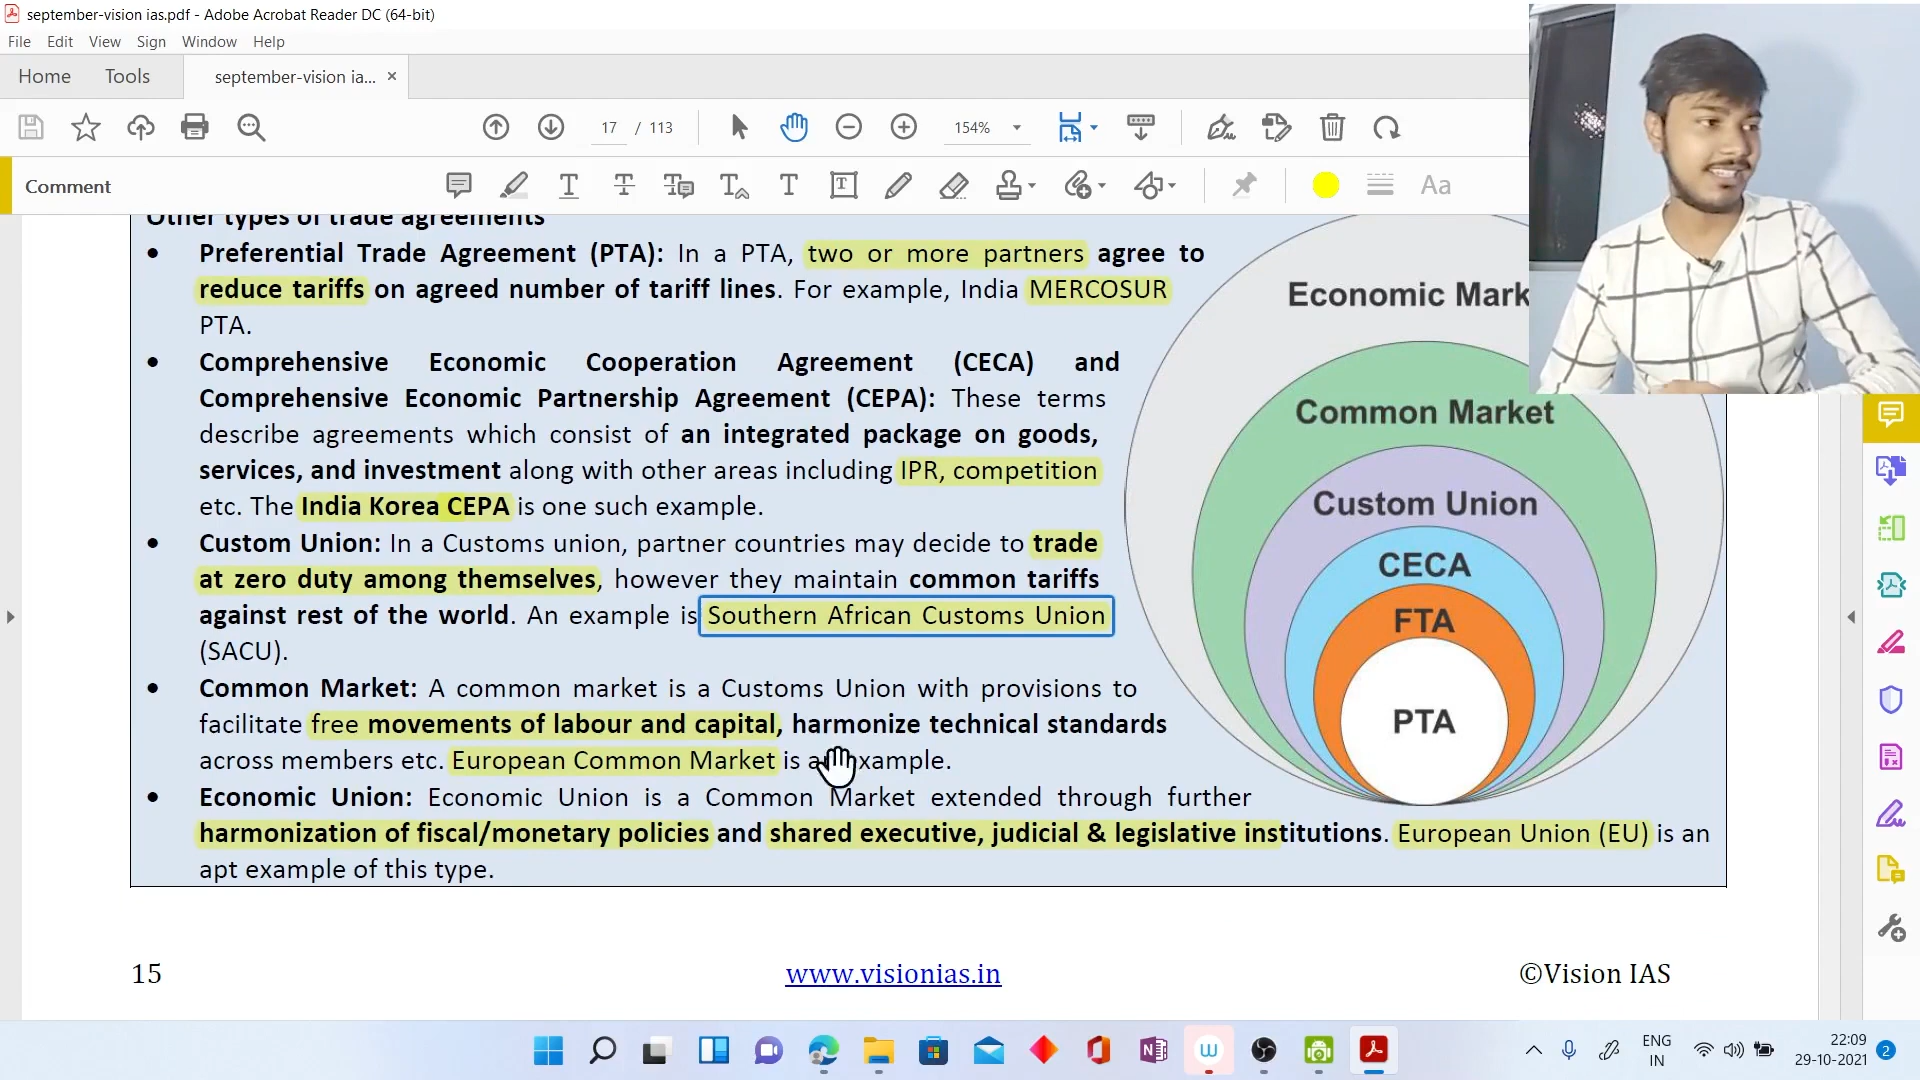 september-vision ias.pdf - Adobe Acrobat Reader DC (64-bit)
File Edit View Sign Window Help
Home Tools september-vision ia... ×
17 / 113 154%
Comment
Aa
Other types of trade agreements
• Preferential Trade Agreement (PTA): In a PTA, two or more partners agree to
reduce tariffs on agreed number of tariff lines. For example, India MERCOSUR
PTA.
• Comprehensive Economic Cooperation Agreement (CECA) and
Comprehensive Economic Partnership Agreement (CEPA): These terms
describe agreements which consist of an integrated package on goods,
services, and investment along with other areas including IPR, competition
etc. The India Korea CEPA is one such example.
• Custom Union: In a Customs union, partner countries may decide to trade
at zero duty among themselves, however they maintain common tariffs
against rest of the world. An example is Southern African Customs Union
(SACU).
• Common Market: A common market is a Customs Union with provisions to
facilitate free movements of labour and capital, harmonize technical standards
across members etc. European Common Market is example.
• Economic Union: Economic Union is a Common Market extended through further
harmonization of fiscal/monetary policies and shared executive, judicial & legislative institutions. European Union (EU) is an
apt example of this type.
Economic
Common Market
Custom Union
CECA
FTA
PTA
15 www.visionias.in ©Vision IAS
ENG
IN
22:09
29-10-2021
2